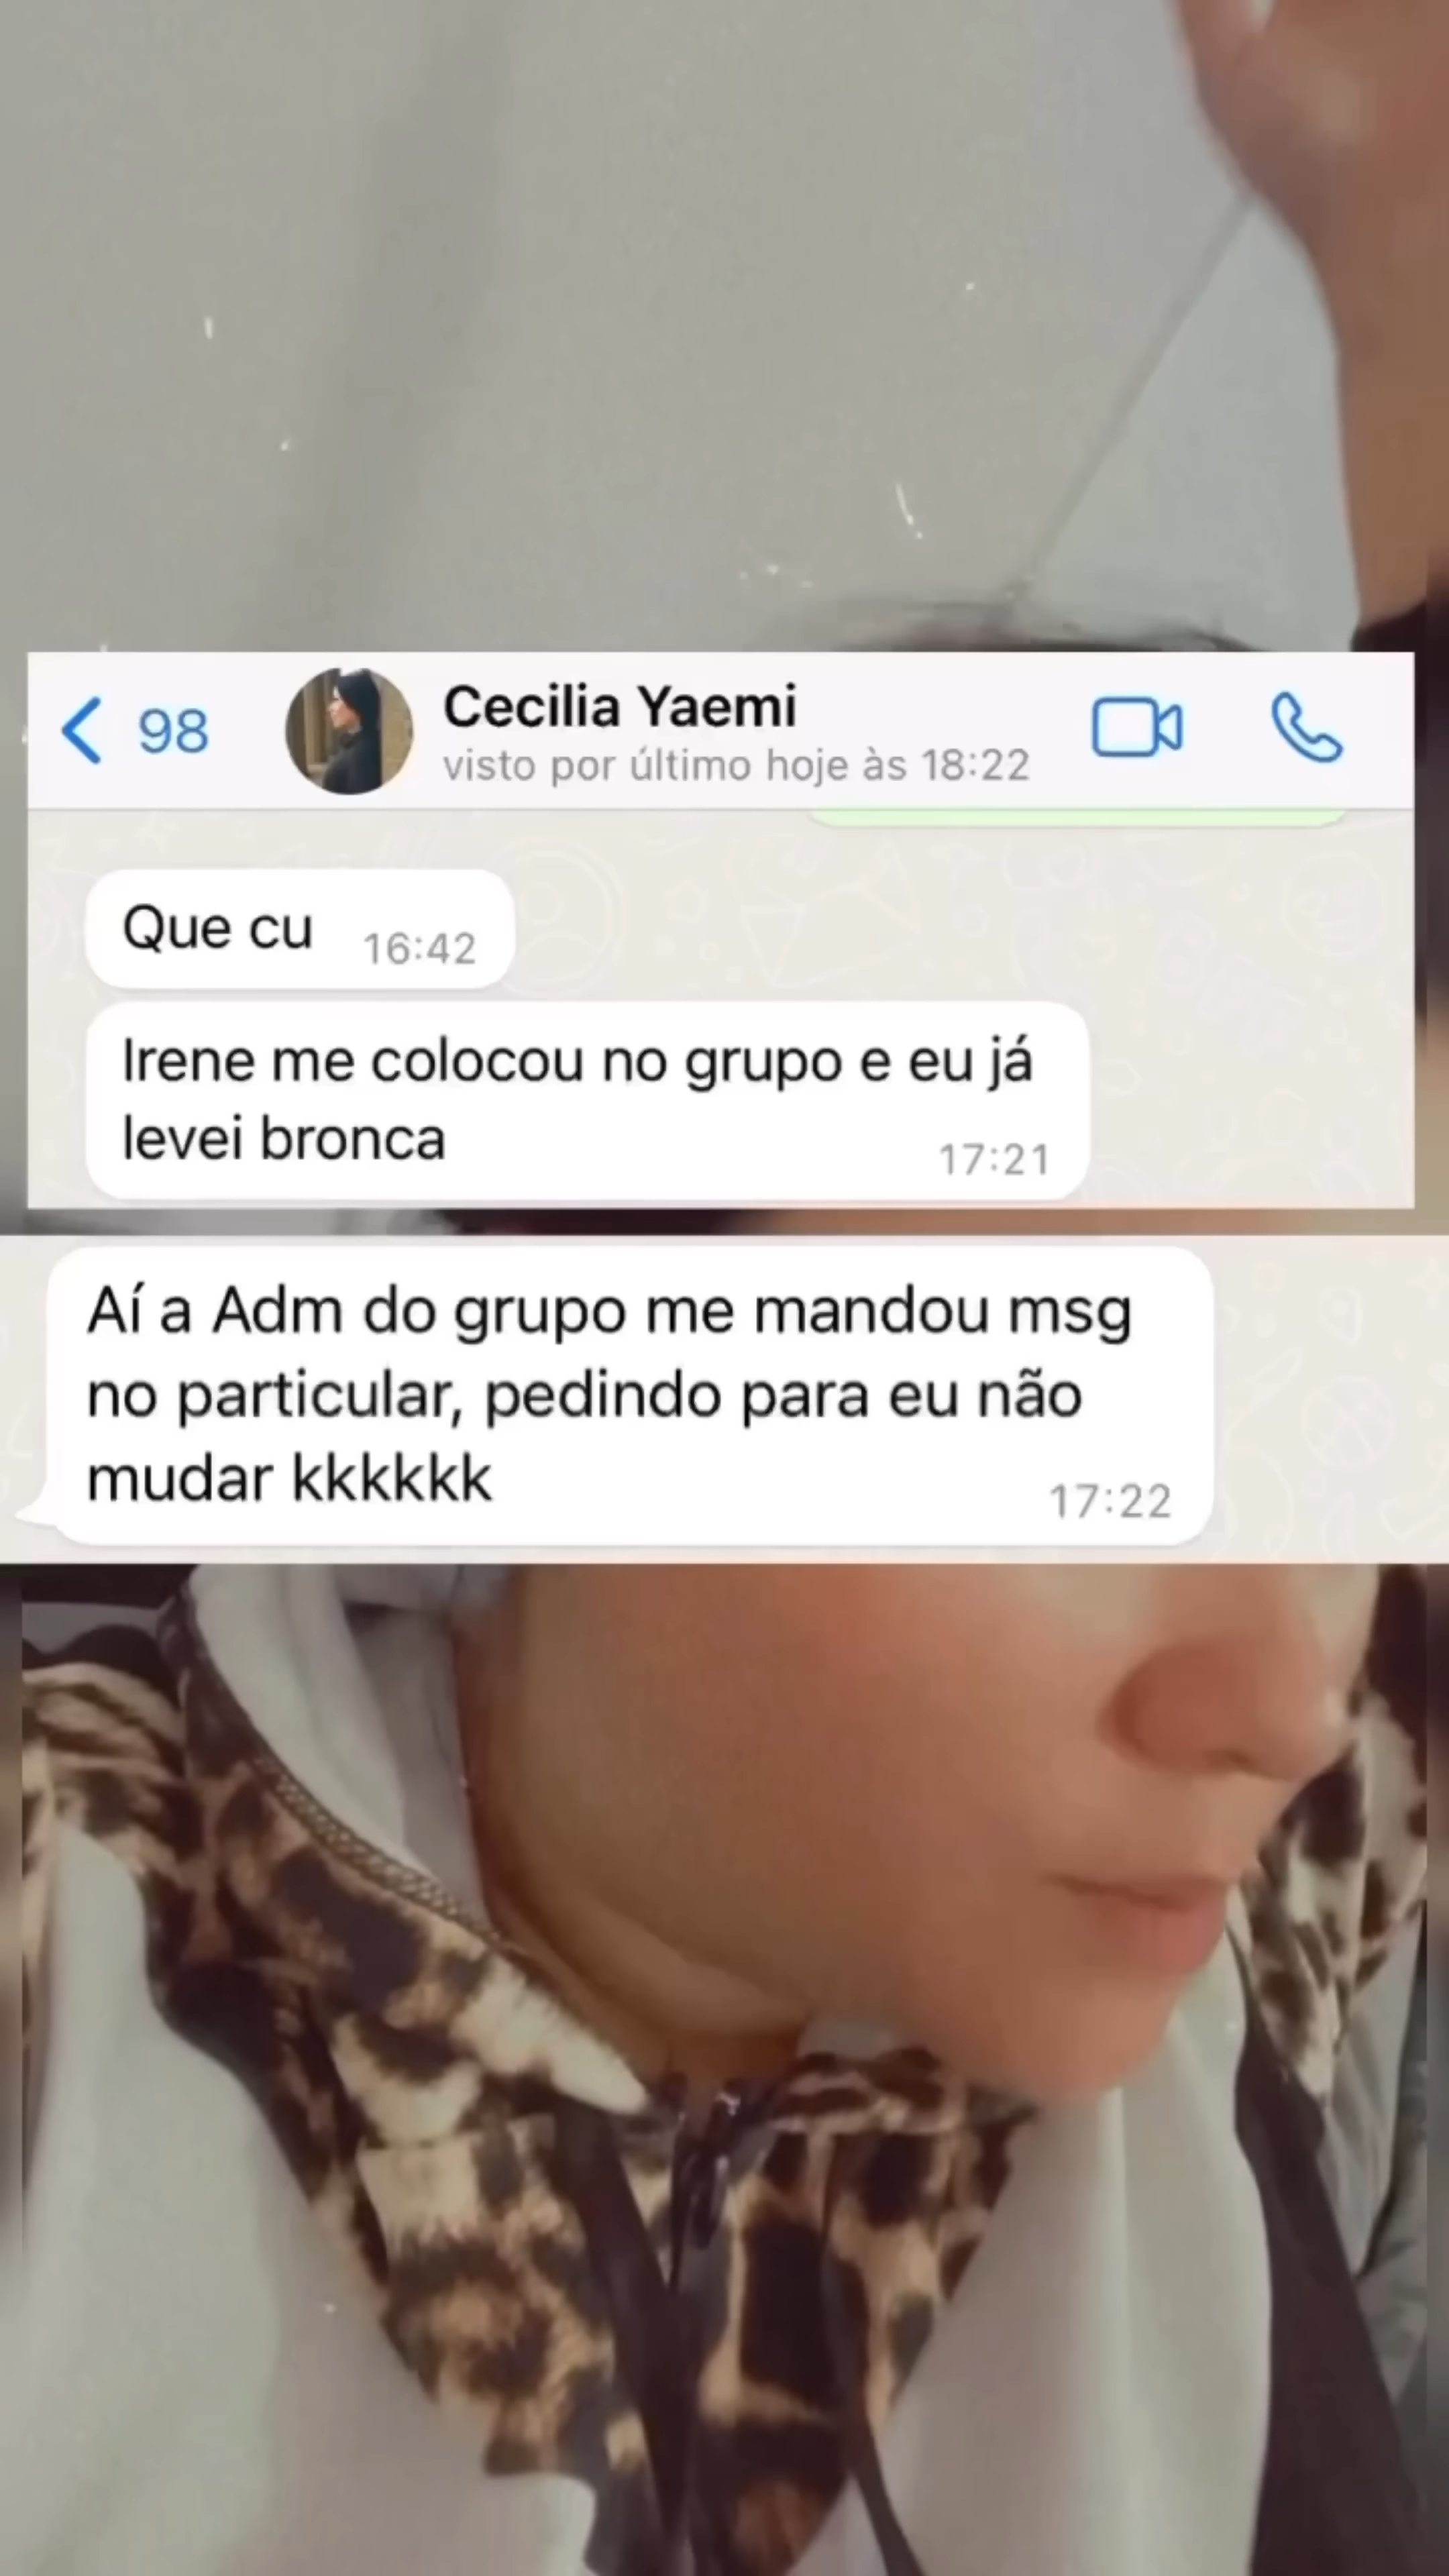 98
Cecilia Yaemi
visto por último hoje às 18:22
Que cu 16:42
Irene me colocou no grupo e eu já
levei bronca
17:21
Aí a Adm do grupo me mandou msg
no particular, pedindo para eu não
mudar kkkkkk
17:22